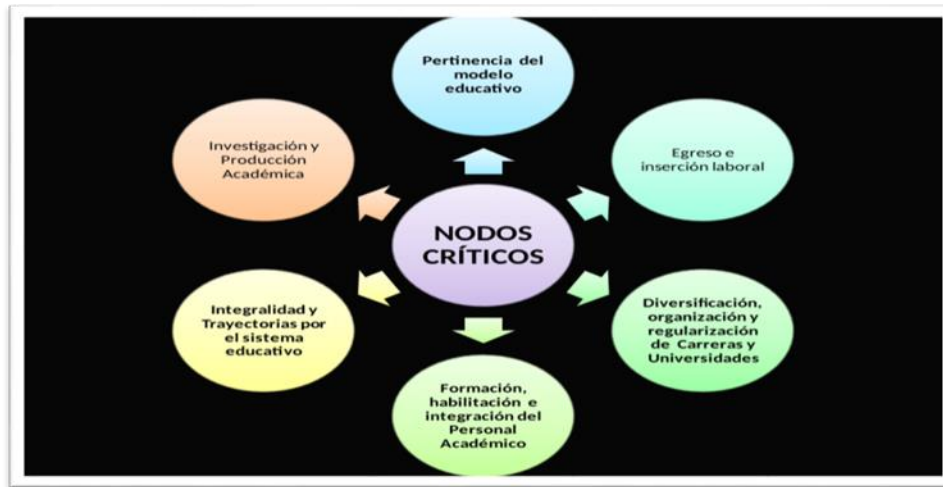 Pertinencia del
modelo
educativo
Investigación y
Producción
Académica
Egreso e
inserción laboral
NODOS
CRÍTICOS
Integralidad y
Trayectorias por
el sistema
educativo
Diversificación,
organización y
regularización
de Carreras y
Universidades
Formación,
habilitación e
integración del
Personal
Académico